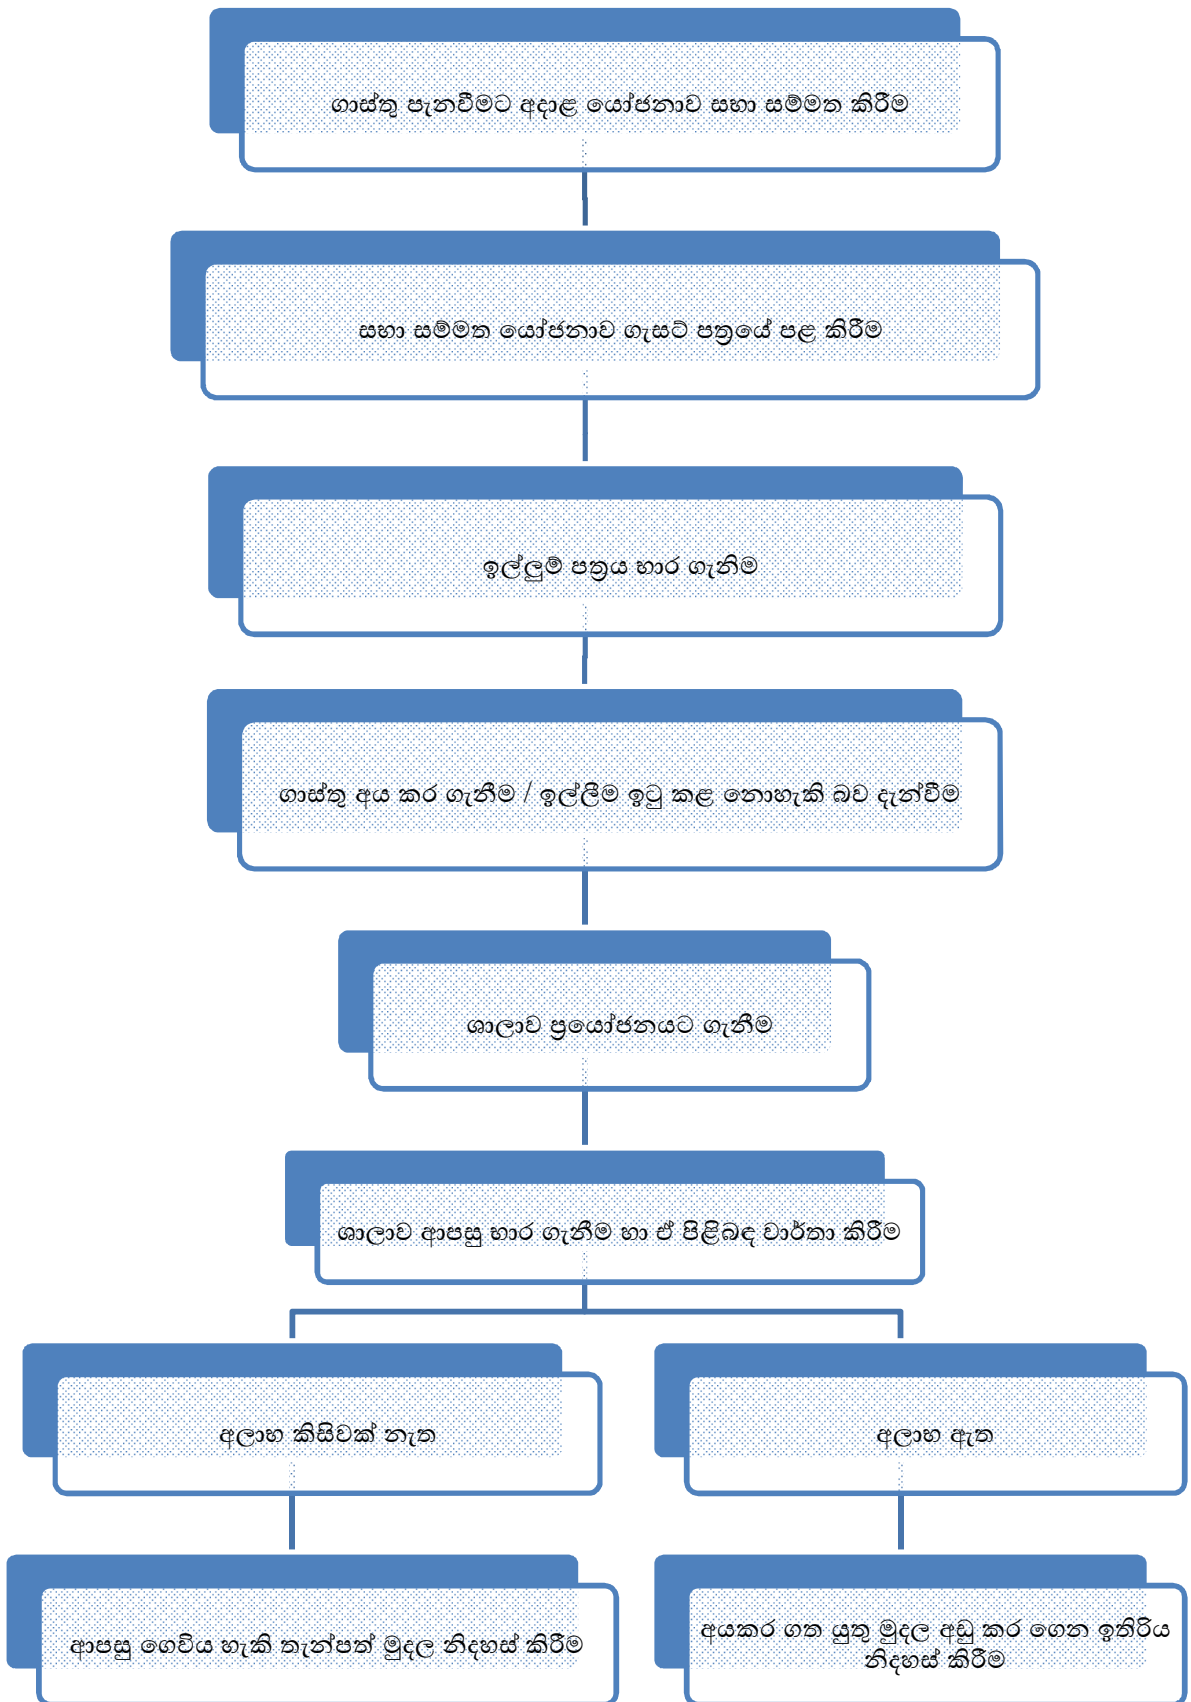 ගාස්තු පැනවීමට අදාළ යෝජනාව සභා සම්මත කිරීම
සභා සම්මත යෝජනාව ගැසට් පත්‍රයේ පළ කිරීම
ඉල්ලුම් පත්‍රය භාර ගැනිම
ගාස්තු අය කර ගැනීම / ඉල්ලීම ඉටු කළ නොහැකි බව දැන්වීම
ශාලාව ප්‍රයෝජනයට ගැනීම
ශාලාව ආපසු භාර ගැනීම හා ඒ පිළිබඳ වාර්තා කිරීම
අලාභ කිසිවක් නැත
අලාභ ඇත
ආපසු ගෙවිය හැකි තැන්පත් මුදල නිදහස් කිරීම
අයකර ගත යුතු මුදල අඩු කර ගෙන ඉතිරිය
නිදහස් කිරීම